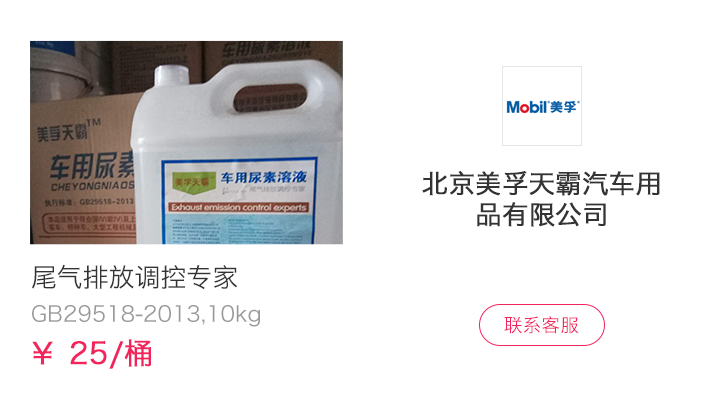 车用尿素溶液
美孚天霸™
车用尿素
CHEYONGNIAOS
执行标准：GB29518-2013
美孚天霸
车用尿素溶液
尾气排放调控专家
Exhaust emission control experts
尾气排放调控专家
GB29518-2013,10kg
¥ 25/桶
Mobil 美孚
北京美孚天霸汽车用
品有限公司
联系客服